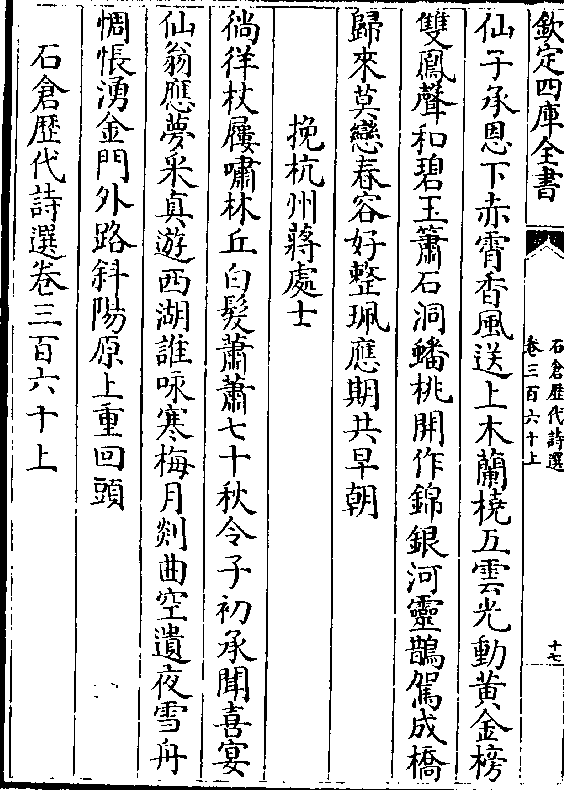 欽定四庫全書
石倉歷代詩選
卷三百六十上
十七
仙子承恩下赤霄香風送上木蘭橈五雲光動黃金榜
雙鳳聲和碧玉簫石洞蟠桃開作錦銀河靈鵲駕成橋
歸來莫戀春容好整珮應期共早朝
挽杭州蔣處士
徜徉杖屨嘯林丘白髮蕭蕭七十秋令子初承聞喜宴
仙翁應夢采真遊西湖誰咏寒梅月剡曲空遺夜雪舟
惆悵湧金門外路斜陽原上重回頭
石倉歷代詩選卷三百六十上